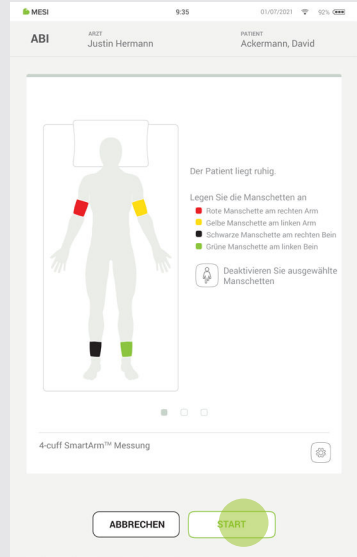 MESI
9:35
01/07/2021
92%
ABI
ARZT
Justin Hermann
PATIENT
Ackermann, David
Der Patient liegt ruhig.
Legen Sie die Manschetten an
Rote Manschette am rechten Arm
Gelbe Manschette am linken Arm
Schwarze Manschette am rechten Bein
Grüne Manschette am linken Bein
Deaktivieren Sie ausgewählte
Manschetten
4-cuff SmartArm™ Messung
ABBRECHEN
START